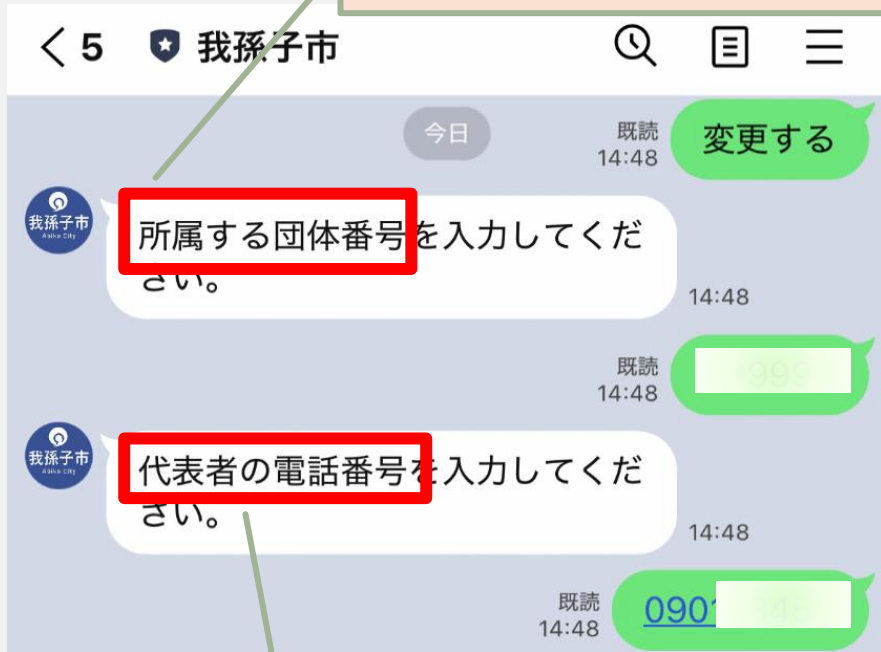 5 我孫子市
今日
既読
14:48
変更する
我孫子市
Abiko City
所属する団体番号を入力してくだ
さい。
14:48
既読
14:48
我孫子市
Abiko City
代表者の電話番号を入力してくだ
さい。
14:48
既読
14:48
090